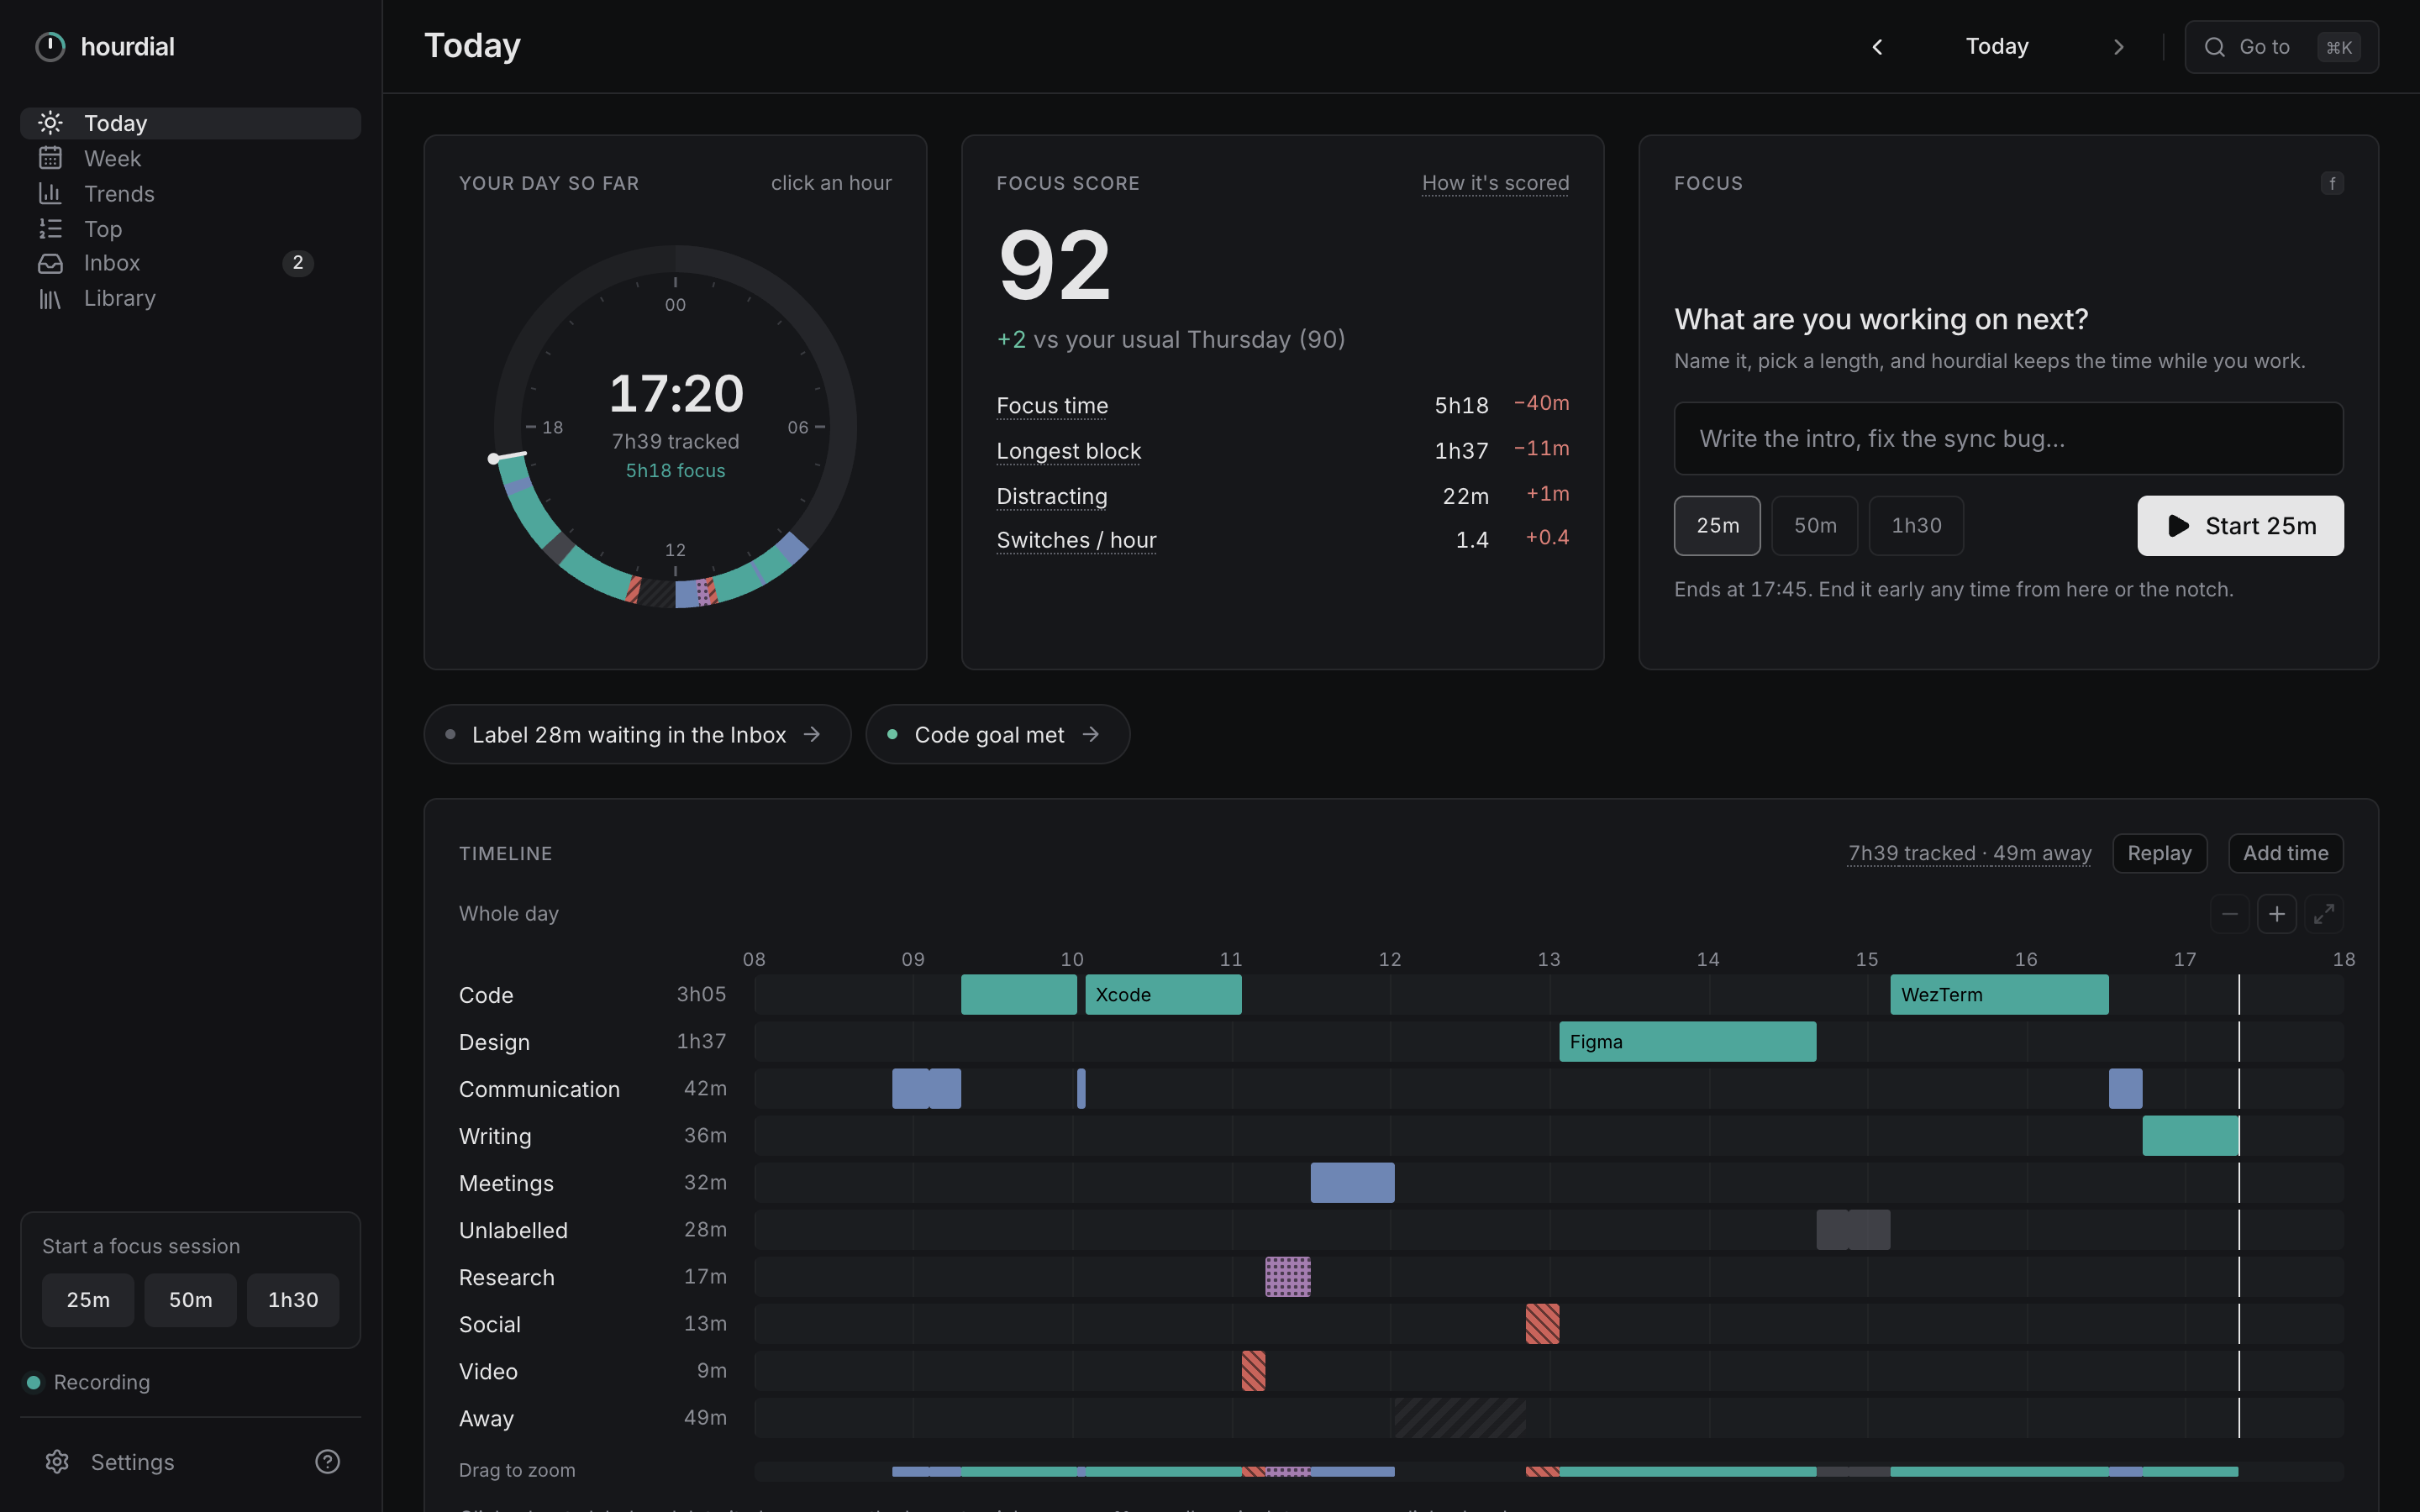 hourdial
Today
Week
Trends
Top
Inbox 2
Library
Start a focus session
25m 50m 1h30
Recording
Settings
Today
Today
Go to ⌘K
YOUR DAY SO FAR click an hour
00
06
12
18
17:20
7h39 tracked
5h18 focus
FOCUS SCORE How it's scored
92
+2 vs your usual Thursday (90)
Focus time 5h18 −40m
Longest block 1h37 −11m
Distracting 22m +1m
Switches / hour 1.4 +0.4
FOCUS f
What are you working on next?
Name it, pick a length, and hourdial keeps the time while you work.
Write the intro, fix the sync bug...
25m 50m 1h30 Start 25m
Ends at 17:45. End it early any time from here or the notch.
Label 28m waiting in the Inbox
Code goal met
TIMELINE 7h39 tracked · 49m away Replay Add time
Whole day
08 09 10 11 12 13 14 15 16 17 18
Code 3h05 Xcode WezTerm
Design 1h37 Figma
Communication 42m
Writing 36m
Meetings 32m
Unlabelled 28m
Research 17m
Social 13m
Video 9m
Away 49m
Drag to zoom